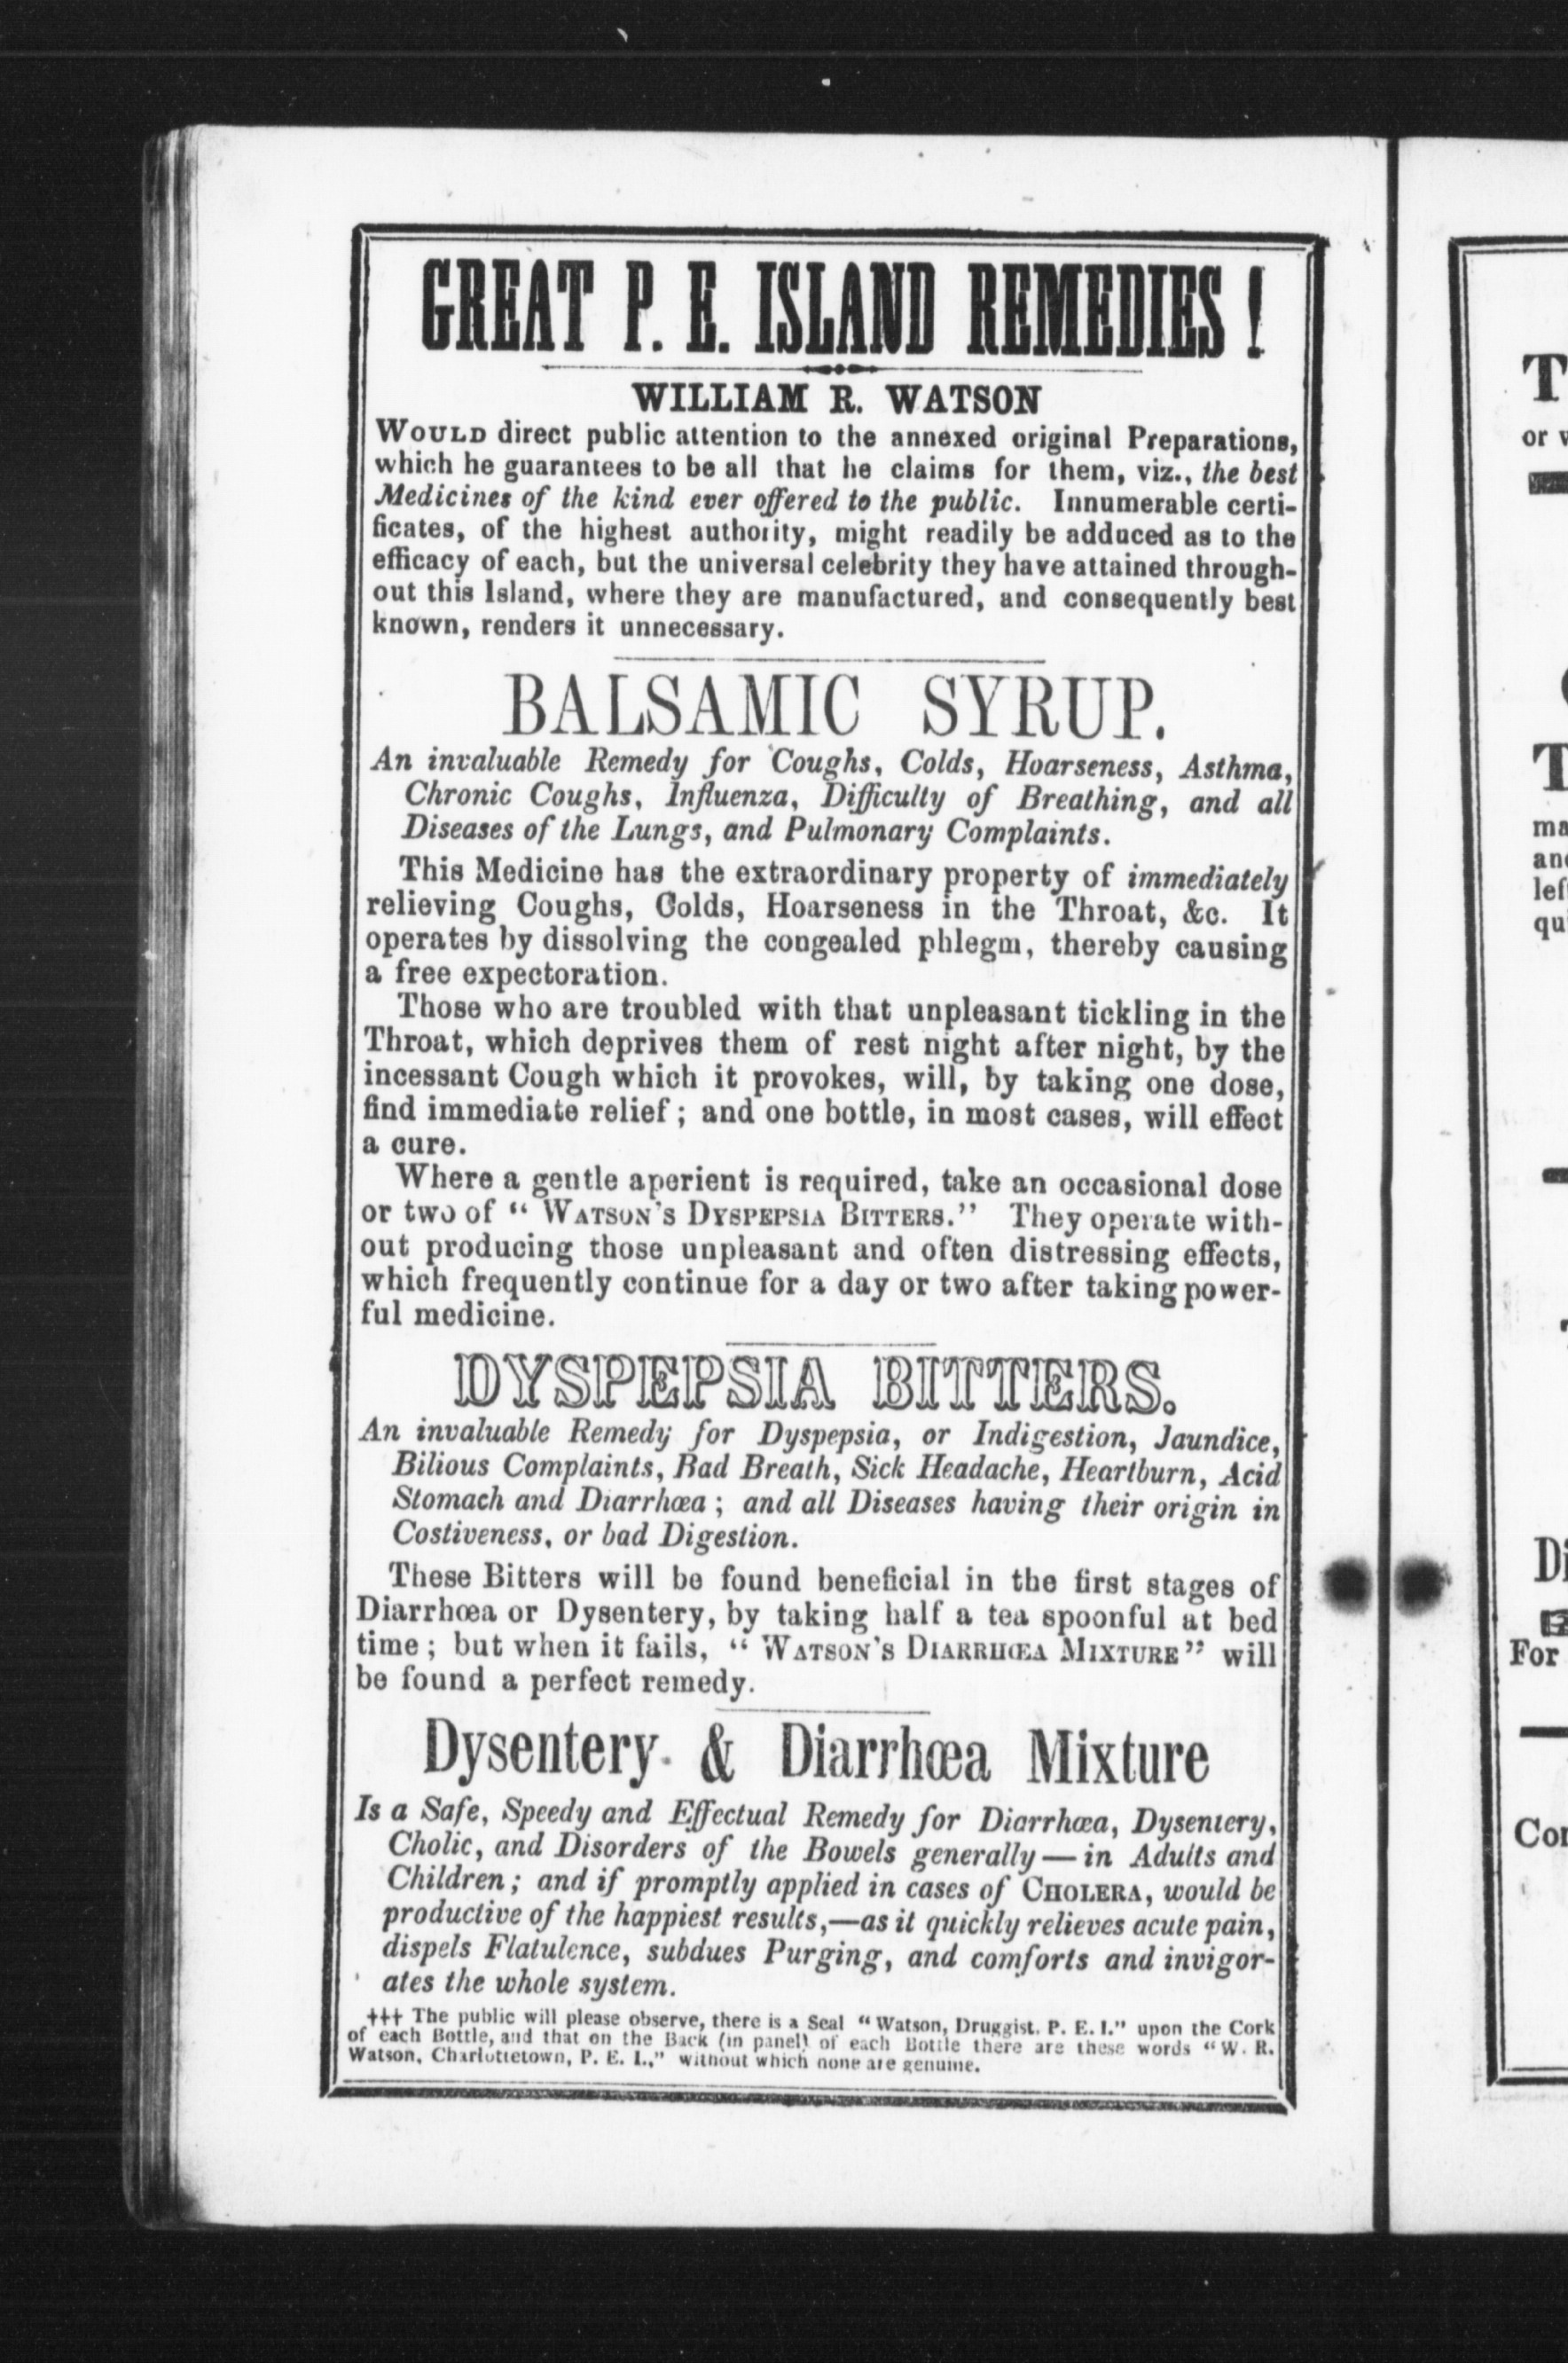 GREAT P. E. ISLAND REMEDIES !
WILLIAM R. WATSON
WOULD direct public attention to the annexed original Preparations,
which he guarantees to be all that he claims for them, viz., the best
Medicines of the kind ever offered to the public. Innumerable certi-
ficates, of the highest authority, might readily be adduced as to the
efficacy of each, but the universal celebrity they have attained through-
out this Island, where they are manufactured, and consequently best
known, renders it unnecessary.
BALSAMIC SYRUP.
An invaluable Remedy for Coughs, Colds, Hoarseness, Asthma,
Chronic Coughs, Influenza, Difficulty of Breathing, and all
Diseases of the Lungs, and Pulmonary Complaints.
This Medicine has the extraordinary property of immediately
relieving Coughs, Colds, Hoarseness in the Throat, &c. It
operates by dissolving the congealed phlegm, thereby causing
a free expectoration.
Those who are troubled with that unpleasant tickling in the
Throat, which deprives them of rest night after night, by the
incessant Cough which it provokes, will, by taking one dose,
find immediate relief ; and one bottle, in most cases, will effect
a cure.
Where a gentle aperient is required, take an occasional dose
or two of " WATSON'S DYSPEPSIA BITTERS." They operate with-
out producing those unpleasant and often distressing effects,
which frequently continue for a day or two after taking power-
ful medicine.
DYSPEPSIA BITTERS.
An invaluable Remedy for Dyspepsia, or Indigestion, Jaundice,
Bilious Complaints, Bad Breath, Sick Headache, Heartburn, Acid
Stomach and Diarrhœa ; and all Diseases having their origin in
Costiveness, or bad Digestion.
These Bitters will be found beneficial in the first stages of
Diarrhœa or Dysentery, by taking half a tea spoonful at bed
time ; but when it fails, " WATSON'S DIARRHŒA MIXTURE" will
be found a perfect remedy.
Dysentery & Diarrhœa Mixture
Is a Safe, Speedy and Effectual Remedy for Diarrhœa, Dysentery,
Cholic, and Disorders of the Bowels generally — in Adults and
Children ; and if promptly applied in cases of CHOLERA, would be
productive of the happiest results,—as it quickly relieves acute pain,
dispels Flatulence, subdues Purging, and comforts and invigor-
ates the whole system.
††† The public will please observe, there is a Seal " Watson, Druggist. P. E. I." upon the Cork
of each Bottle, and that on the Back (in panel) of each Bottle there are these words " W. R.
Watson, Charlottetown, P. E. I.," without which none are genuine.
T
or
T
Di
For